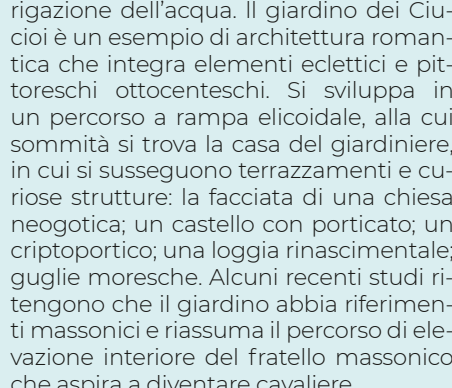 rigazione dell'acqua. Il giardino dei Ciu-
cioi è un esempio di architettura roman-
tica che integra elementi eclettici e pit-
toreschi ottocenteschi. Si sviluppa in
un percorso a rampa elicoidale, alla cui
sommità si trova la casa del giardiniere,
in cui si susseguono terrazzamenti e cu-
riose strutture: la facciata di una chiesa
neogotica; un castello con porticato; un
criptoportico; una loggia rinascimentale;
guglie moresche. Alcuni recenti studi ri-
tengono che il giardino abbia riferimen-
ti massonici e riassuma il percorso di ele-
vazione interiore del fratello massonico
che aspira a diventare cavaliere.